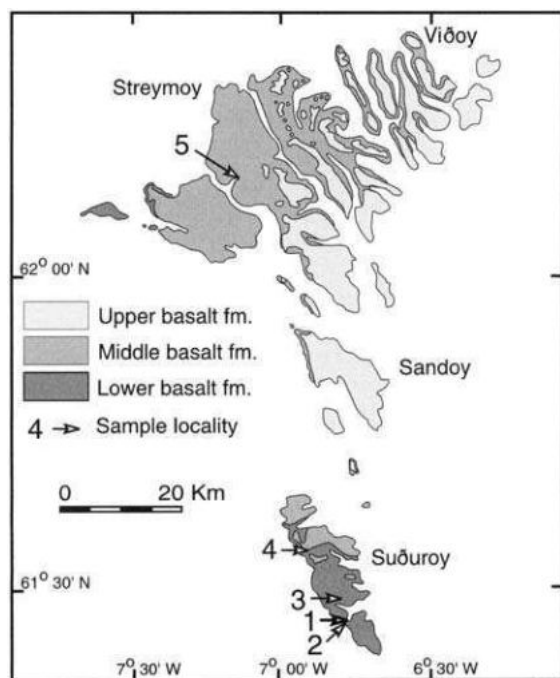 Viðoy
Streymoy
5
62° 00' N
Upper basalt fm.
Middle basalt fm.
Lower basalt fm.
4 Sample locality
Sandoy
0 20 Km
4
Suðuroy
61° 30' N
3
1
2
7° 30' W 7° 00' W 6° 30' W